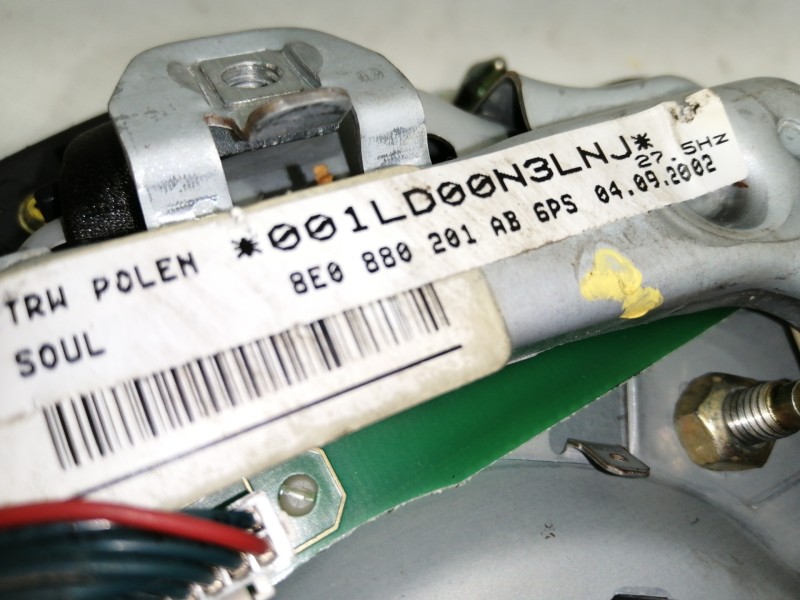 *001LD00N3LNJ*
27.5Hz
TRW POLEN 8E0 880 201 AB 6PS 04.09.2002
SOUL